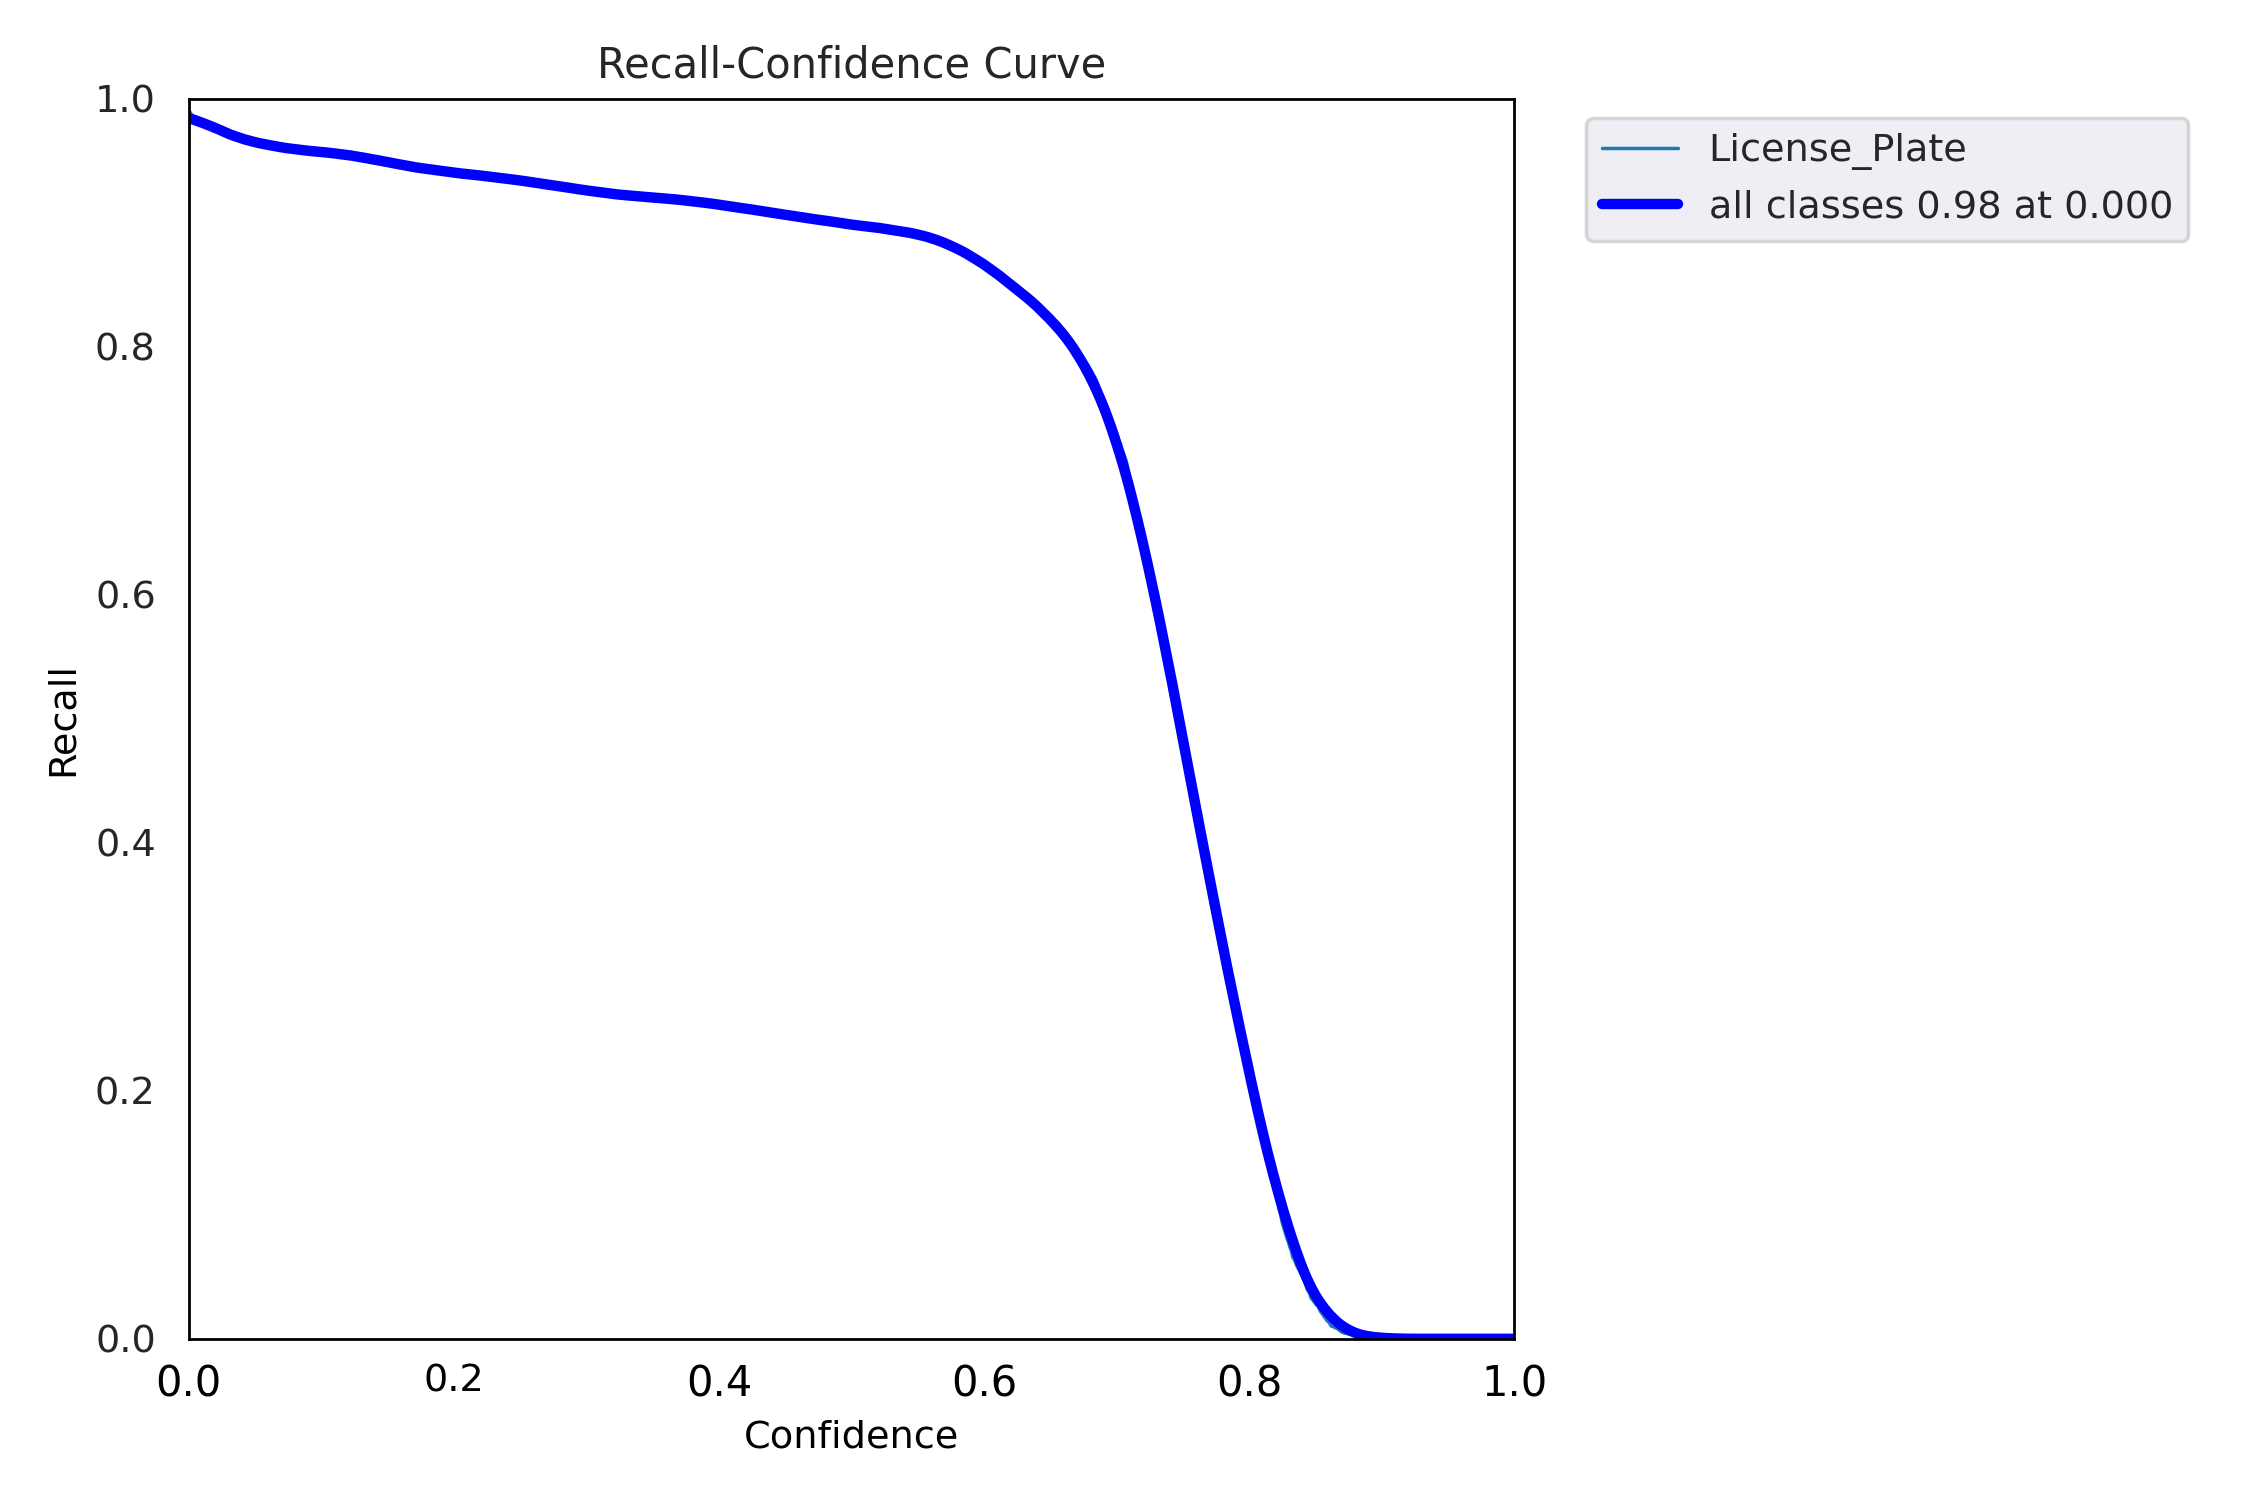 Recall-Confidence Curve
1.0
0.8
0.6
0.4
0.2
0.0
Recall
0.0 0.2 0.4 0.6 0.8 1.0
Confidence
License_Plate
all classes 0.98 at 0.000